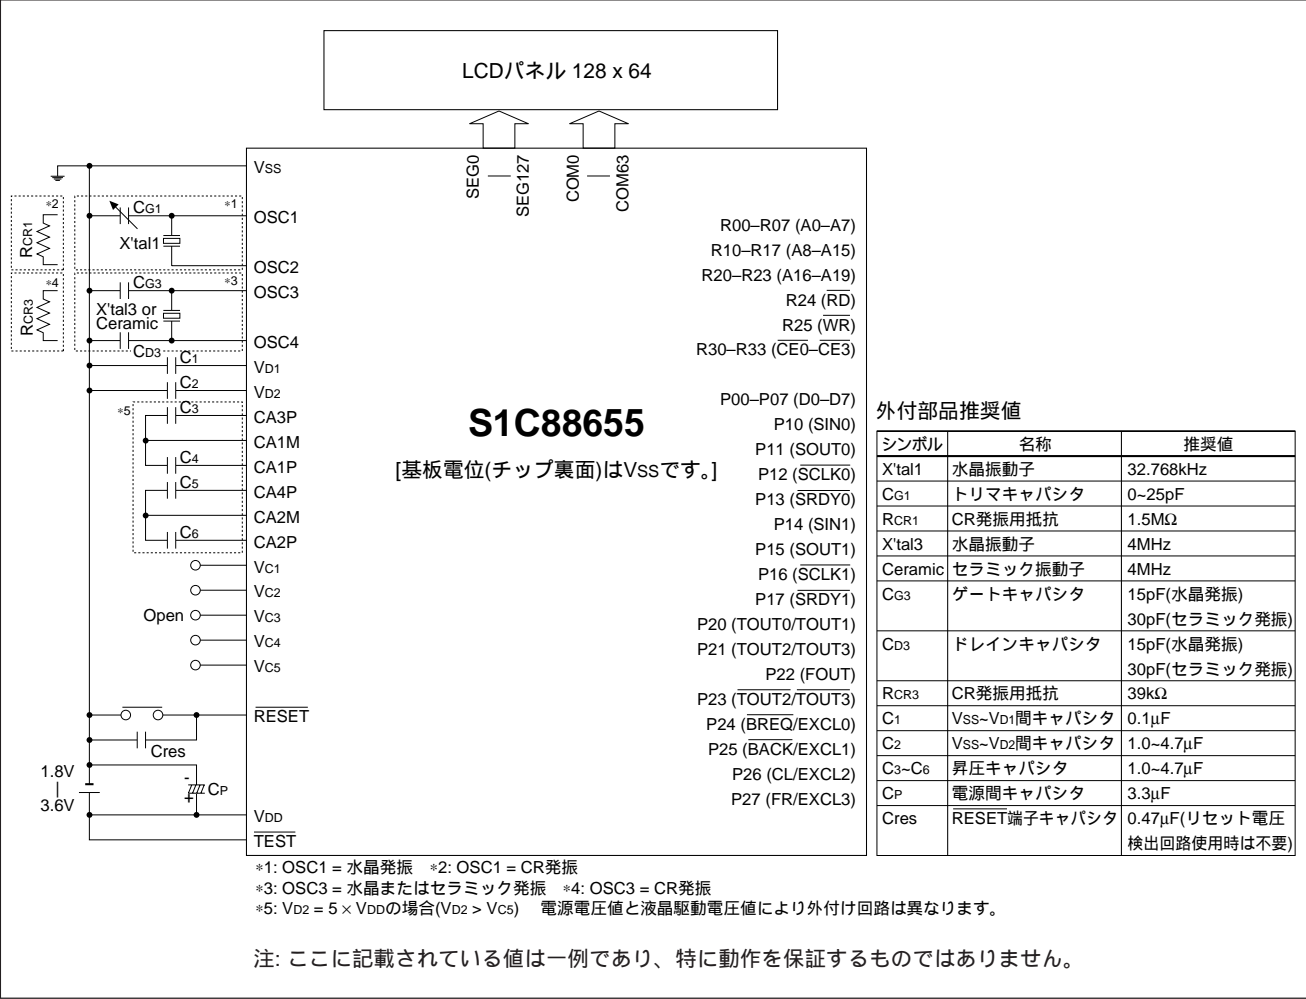 LCDパネル 128 x 64
SEG0
SEG127
COM0
COM63
VSS
*2
*1
CG1
RCR1
X'tal1
OSC1
OSC2
*4
*3
CG3
RCR3
X'tal3 or
Ceramic
CD3
OSC3
OSC4
C1
VD1
C2
VD2
*5
C3
CA3P
CA1M
C4
CA1P
C5
CA4P
CA2M
C6
CA2P
VC1
VC2
Open
VC3
VC4
VC5
RESET
Cres
1.8V
3.6V
-
+
CP
VDD
TEST
S1C88655
[基板電位(チップ裏面)はVSSです。]
R00–R07 (A0–A7)
R10–R17 (A8–A15)
R20–R23 (A16–A19)
R24 (RD)
R25 (WR)
R30–R33 (CE0–CE3)
P00–P07 (D0–D7)
P10 (SIN0)
P11 (SOUT0)
P12 (SCLK0)
P13 (SRDY0)
P14 (SIN1)
P15 (SOUT1)
P16 (SCLK1)
P17 (SRDY1)
P20 (TOUT0/TOUT1)
P21 (TOUT2/TOUT3)
P22 (FOUT)
P23 (TOUT2/TOUT3)
P24 (BREQ/EXCL0)
P25 (BACK/EXCL1)
P26 (CL/EXCL2)
P27 (FR/EXCL3)
外付部品推奨値
シンボル 名称 推奨値
X'tal1 水晶振動子 32.768kHz
CG1 トリマキャパシタ 0~25pF
RCR1 CR発振用抵抗 1.5MΩ
X'tal3 水晶振動子 4MHz
Ceramic セラミック振動子 4MHz
CG3 ゲートキャパシタ 15pF(水晶発振)
30pF(セラミック発振)
CD3 ドレインキャパシタ 15pF(水晶発振)
30pF(セラミック発振)
RCR3 CR発振用抵抗 39kΩ
C1 VSS~VD1間キャパシタ 0.1μF
C2 VSS~VD2間キャパシタ 1.0~4.7μF
C3~C6 昇圧キャパシタ 1.0~4.7μF
CP 電源間キャパシタ 3.3μF
Cres RESET端子キャパシタ 0.47μF(リセット電圧
検出回路使用時は不要)
*1: OSC1 = 水晶発振 *2: OSC1 = CR発振
*3: OSC3 = 水晶またはセラミック発振 *4: OSC3 = CR発振
*5: VD2 = 5 × VDDの場合(VD2 > VC5) 電源電圧値と液晶駆動電圧値により外付け回路は異なります。
注: ここに記載されている値は一例であり、特に動作を保証するものではありません。